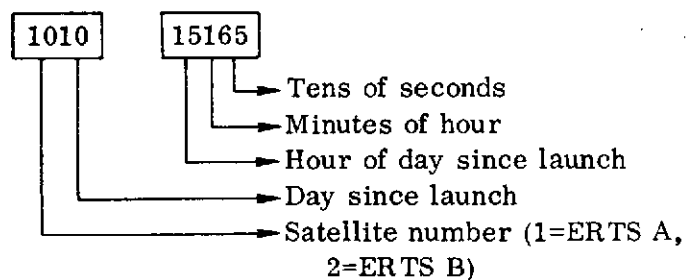 1010 15165
Tens of seconds
Minutes of hour
Hour of day since launch
Day since launch
Satellite number (1=ERTS A,
2=ERTS B)